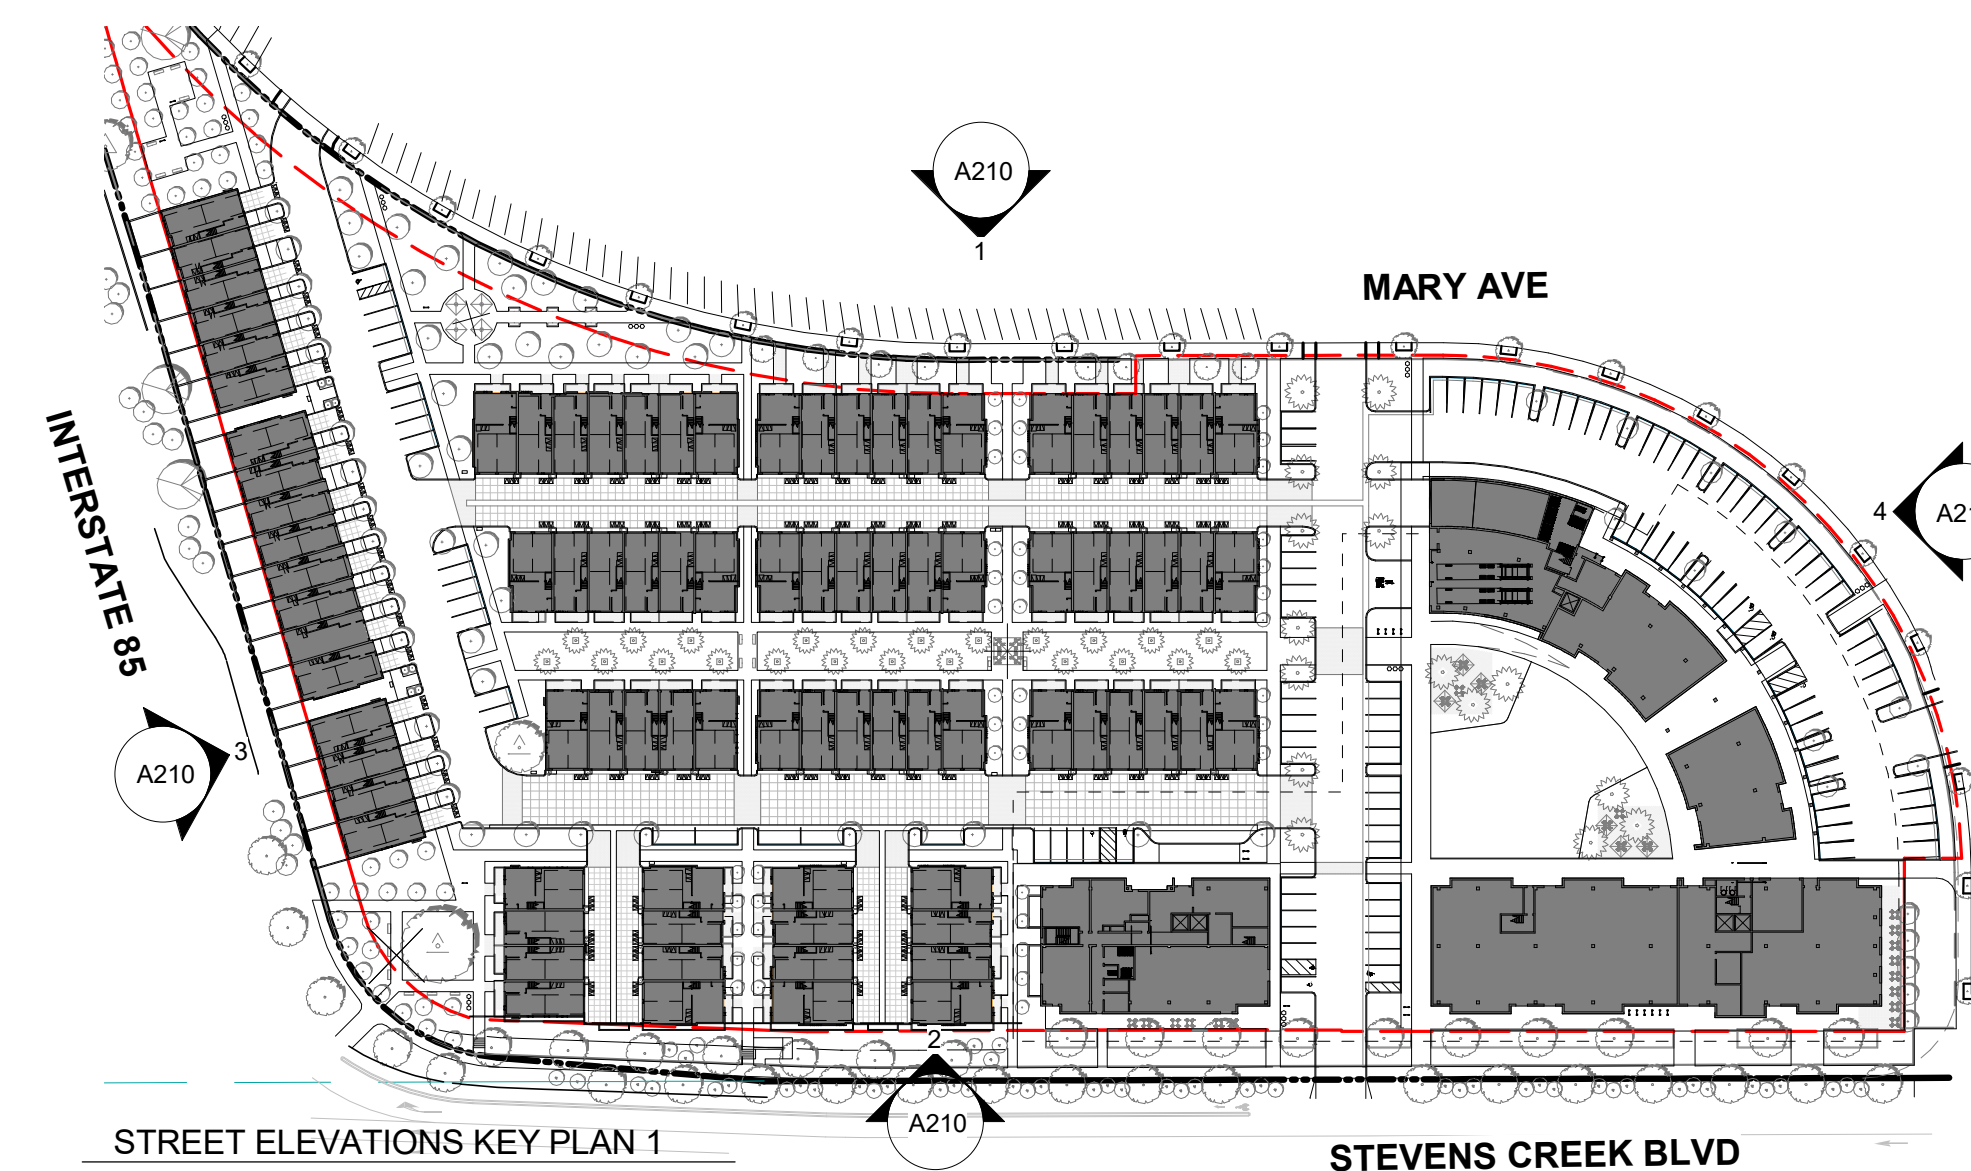 A210
1
MARY AVE
INTERSTATE 85
4
A21
3
A210
2
A210
STREET ELEVATIONS KEY PLAN 1
STEVENS CREEK BLVD